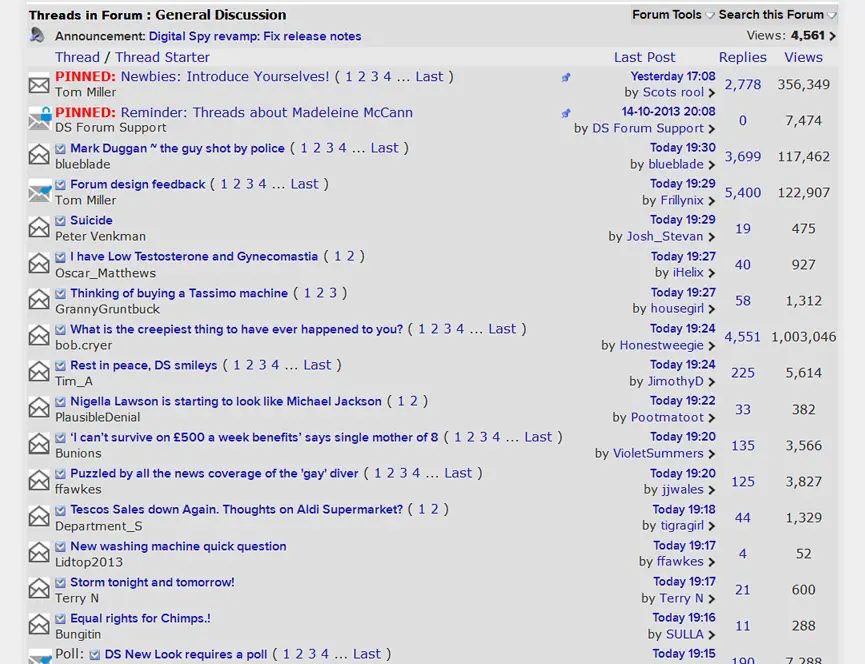 Threads in Forum : General Discussion Forum Tools Search this Forum
Announcement: Digital Spy revamp: Fix release notes Views: 4,561
Thread / Thread Starter Last Post Replies Views
PINNED: Newbies: Introduce Yourselves! ( 1 2 3 4 ... Last ) Yesterday 17:08 2,778 356,349
Tom Miller by Scots rool
PINNED: Reminder: Threads about Madeleine McCann 14-10-2013 20:08 0 7,474
DS Forum Support by DS Forum Support
Mark Duggan ~ the guy shot by police ( 1 2 3 4 ... Last ) Today 19:30 3,699 117,462
blueblade by blueblade
Forum design feedback ( 1 2 3 4 ... Last ) Today 19:29 5,400 122,907
Tom Miller by Frillynix
Suicide Today 19:29 19 475
Peter Venkman by Josh_Stevan
I have Low Testosterone and Gynecomastia ( 1 2 ) Today 19:27 40 927
Oscar_Matthews by iHelix
Thinking of buying a Tassimo machine ( 1 2 3 ) Today 19:27 58 1,312
GrannyGruntbuck by housegirl
What is the creepiest thing to have ever happened to you? ( 1 2 3 4 ... Last ) Today 19:24 4,551 1,003,046
bob.cryer by Honestweegie
Rest in peace, DS smileys ( 1 2 3 4 ... Last ) Today 19:24 225 5,614
Tim_A by JimothyD
Nigella Lawson is starting to look like Michael Jackson ( 1 2 ) Today 19:22 33 382
PlausibleDenial by Pootmatoot
‘I can’t survive on £500 a week benefits’ says single mother of 8 ( 1 2 3 4 ... Last ) Today 19:20 135 3,566
Bunions by VioletSummers
Puzzled by all the news coverage of the 'gay' diver ( 1 2 3 4 ... Last ) Today 19:20 125 3,827
ffawkes by jjwales
Tescos Sales down Again. Thoughts on Aldi Supermarket? ( 1 2 ) Today 19:18 44 1,329
Department_S by tigragirl
New washing machine quick question Today 19:17 4 52
Lidtop2013 by ffawkes
Storm tonight and tomorrow! Today 19:17 21 600
Terry N by Terry N
Equal rights for Chimps.! Today 19:16 11 288
Bungitin by SULLA
Poll: DS New Look requires a poll ( 1 2 3 4 ... Last ) Today 19:15 190 7,288